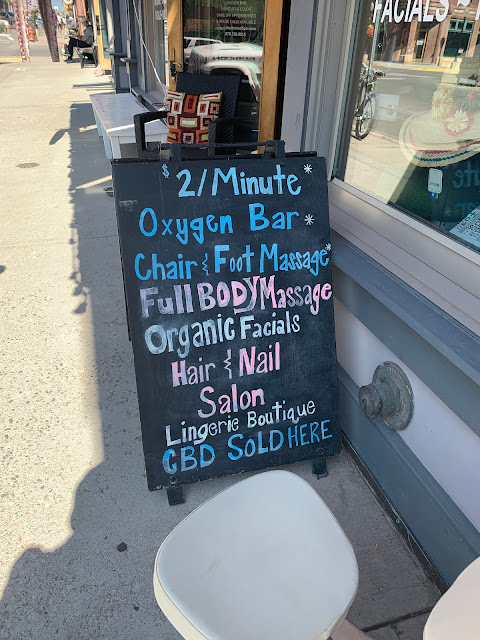 FACIALS
$2/Minute*
Oxygen Bar*
Chair & Foot Massage*
Full BODY Massage
Organic Facials
Hair & Nail
Salon
Lingerie Boutique
CBD SOLD HERE